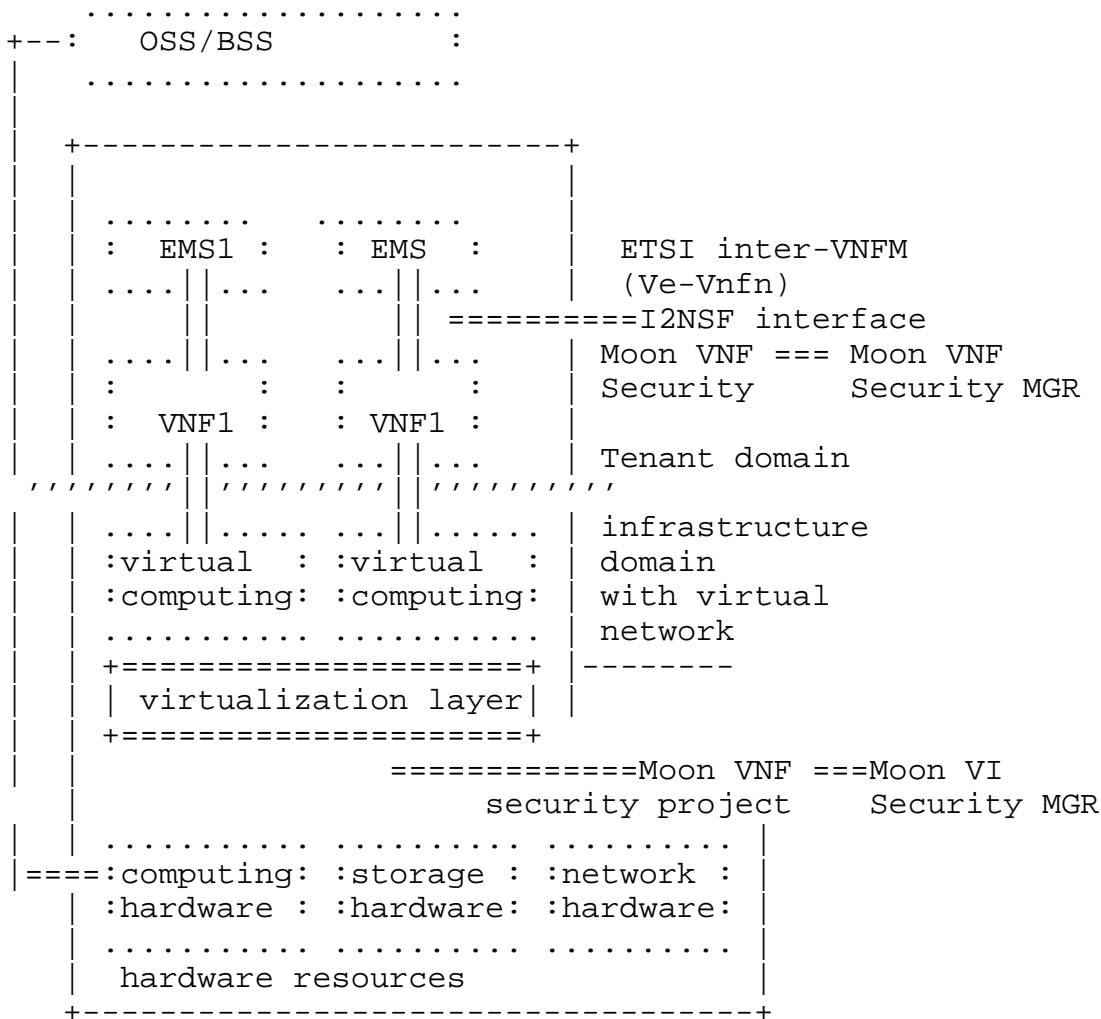 OSS/BSS
EMS1 EMS ETSI inter-VNFM
(Ve-Vnfn)
I2NSF interface
Moon VNF === Moon VNF
Security Security MGR
VNF1 VNF1
Tenant domain
infrastructure
:virtual : :virtual : domain
:computing: :computing: with virtual
network
virtualization layer
=============Moon VNF ===Moon VI
security project Security MGR
|====:computing: :storage : :network :
:hardware : :hardware: :hardware:
hardware resources